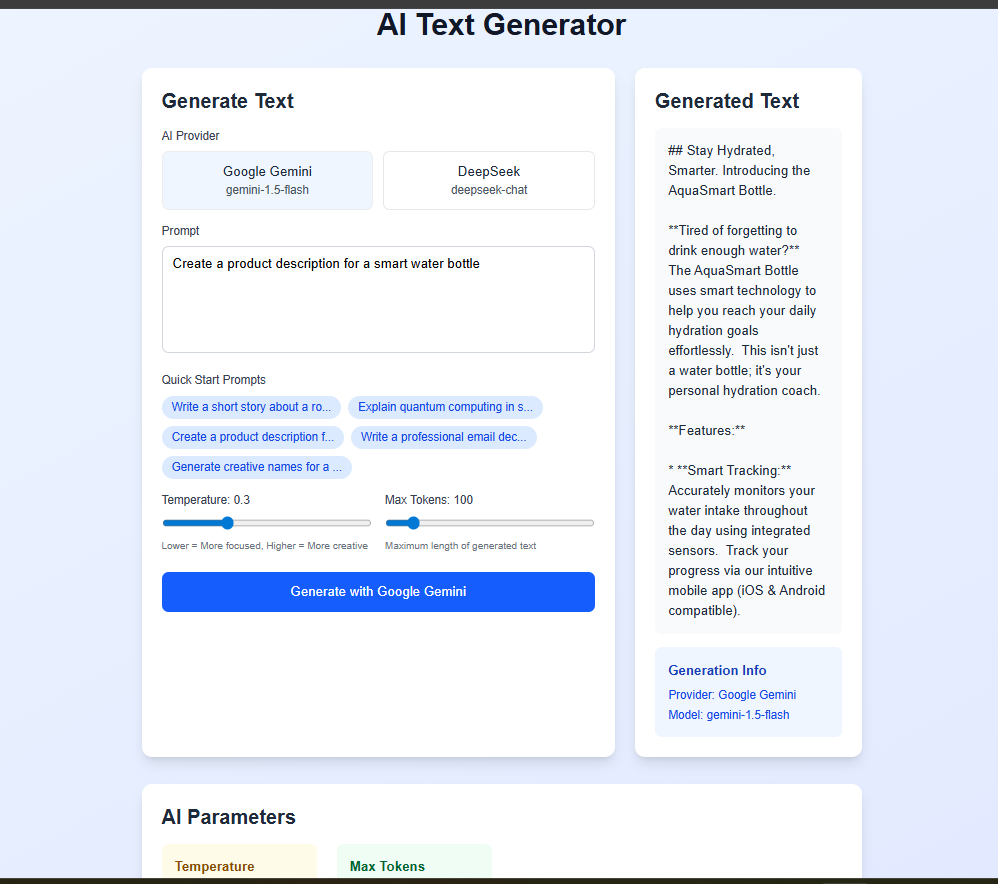 AI Text Generator
Generate Text
AI Provider
Google Gemini
gemini-1.5-flash
DeepSeek
deepseek-chat
Prompt
Create a product description for a smart water bottle
Quick Start Prompts
Write a short story about a ro...
Explain quantum computing in s...
Create a product description f...
Write a professional email dec...
Generate creative names for a ...
Temperature: 0.3
Lower = More focused, Higher = More creative
Max Tokens: 100
Maximum length of generated text
Generate with Google Gemini
Generated Text
## Stay Hydrated,
Smarter. Introducing the
AquaSmart Bottle.
**Tired of forgetting to
drink enough water?**
The AquaSmart Bottle
uses smart technology to
help you reach your daily
hydration goals
effortlessly.  This isn't just
a water bottle; it's your
personal hydration coach.
**Features:**
* **Smart Tracking:**
Accurately monitors your
water intake throughout
the day using integrated
sensors.  Track your
progress via our intuitive
mobile app (iOS & Android
compatible).
Generation Info
Provider: Google Gemini
Model: gemini-1.5-flash
AI Parameters
Temperature
Max Tokens